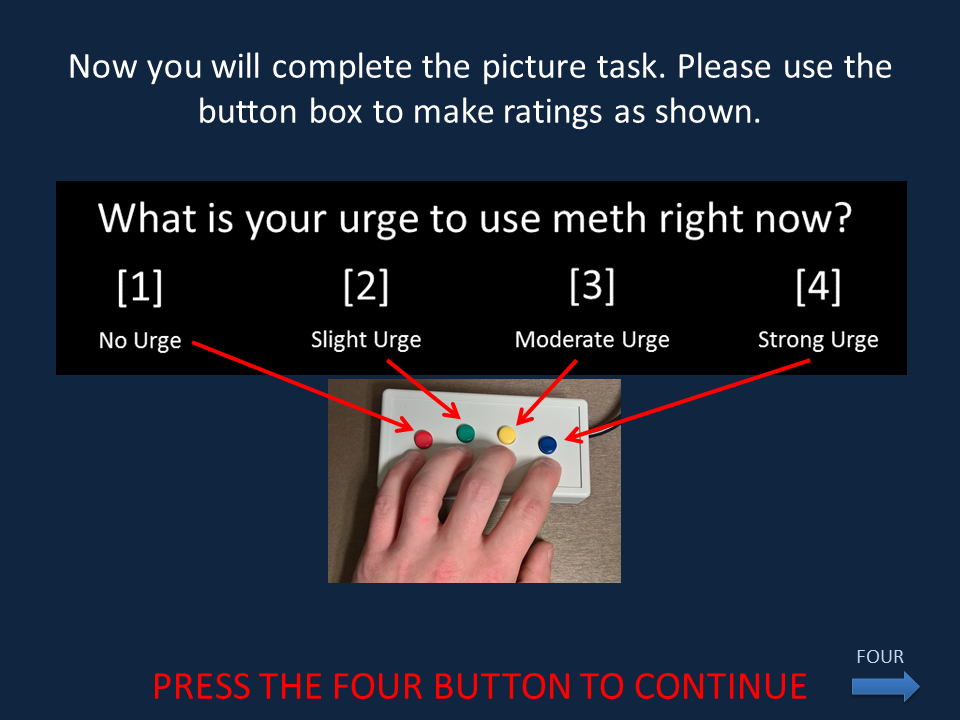 Now you will complete the picture task. Please use the
button box to make ratings as shown.
What is your urge to use meth right now?
[1] [2] [3] [4]
No Urge Slight Urge Moderate Urge Strong Urge
FOUR
PRESS THE FOUR BUTTON TO CONTINUE